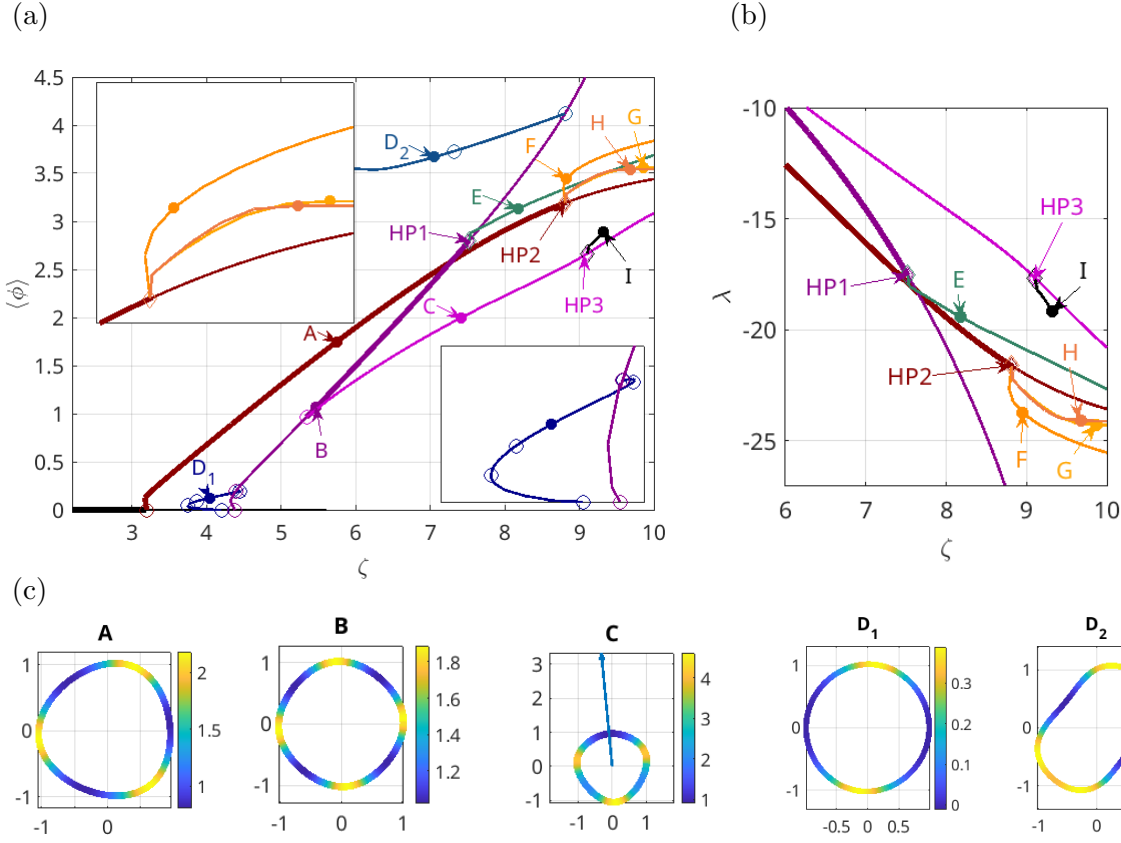 (a)
(b)
4.5
4
3.5
3
2.5
2
1.5
1
0.5
0
⟨ϕ⟩
3
4
5
6
7
8
9
10
ζ
D2
E
F
H
G
HP1
HP2
HP3
I
A
C
B
D1
-10
-15
-20
-25
λ
6
7
8
9
10
ζ
HP3
I
HP1
E
HP2
H
F
G
(c)
A
1
0
-1
-1
0
2
1.5
1
B
1
0
-1
-1
0
1
1.8
1.6
1.4
1.2
C
3
2
1
0
-1
-1
0
1
4
3
2
1
D1
1
0
-1
-0.5
0
0.5
0.3
0.2
0.1
0
D2
1
0
-1
-1
0